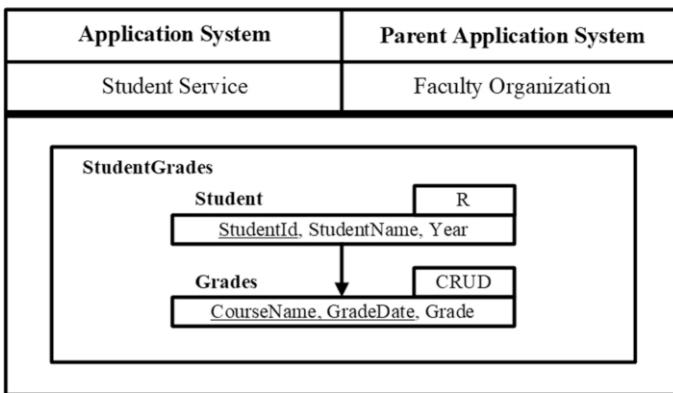 Application System
Parent Application System
Student Service
Faculty Organization
StudentGrades
Student
R
StudentId, StudentName, Year
Grades
CRUD
CourseName, GradeDate, Grade